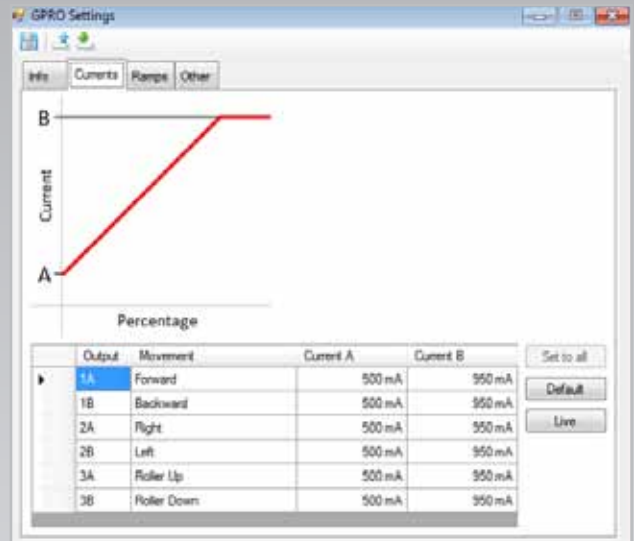 GPRO Settings
Info Currents Ramps Other
B
Current
A
Percentage
Output Movement Current A Current B
1A Forward 500 mA 950 mA
1B Backward 500 mA 950 mA
2A Right 500 mA 950 mA
2B Left 500 mA 950 mA
3A Roller Up 500 mA 950 mA
3B Roller Down 500 mA 950 mA
Set to all
Default
Live